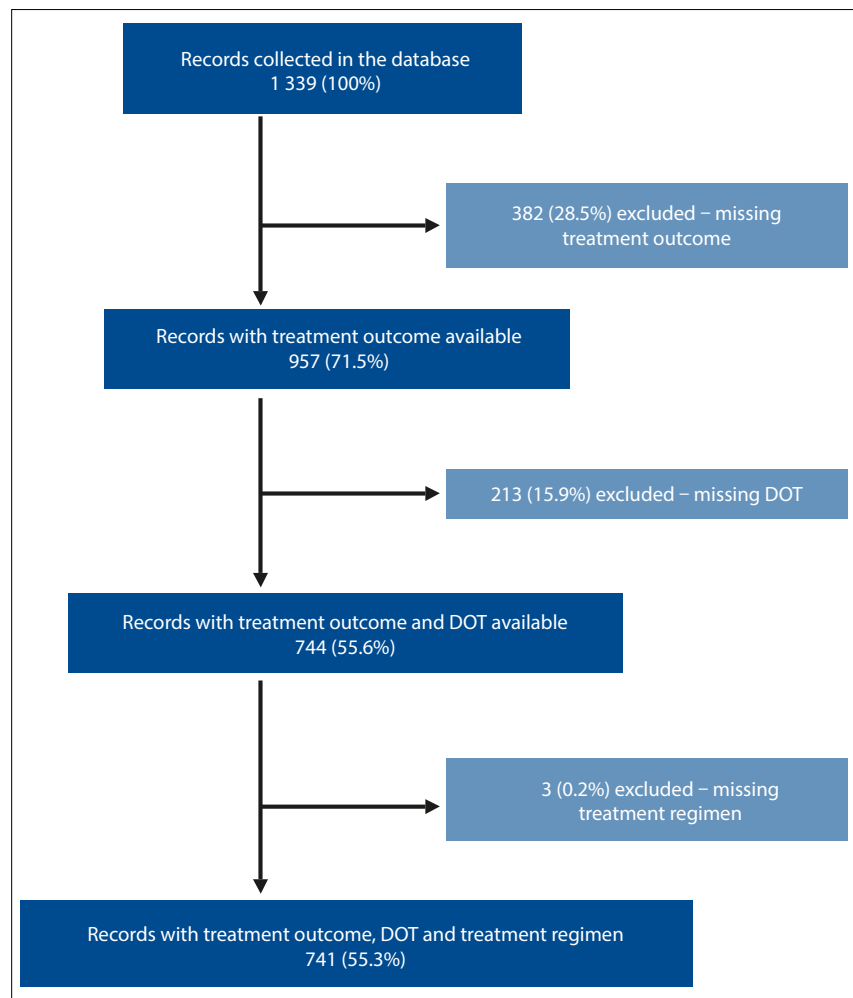 Records collected in the database
1 339 (100%)
382 (28.5%) excluded – missing
treatment outcome
Records with treatment outcome available
957 (71.5%)
213 (15.9%) excluded – missing DOT
Records with treatment outcome and DOT available
744 (55.6%)
3 (0.2%) excluded – missing
treatment regimen
Records with treatment outcome, DOT and treatment regimen
741 (55.3%)